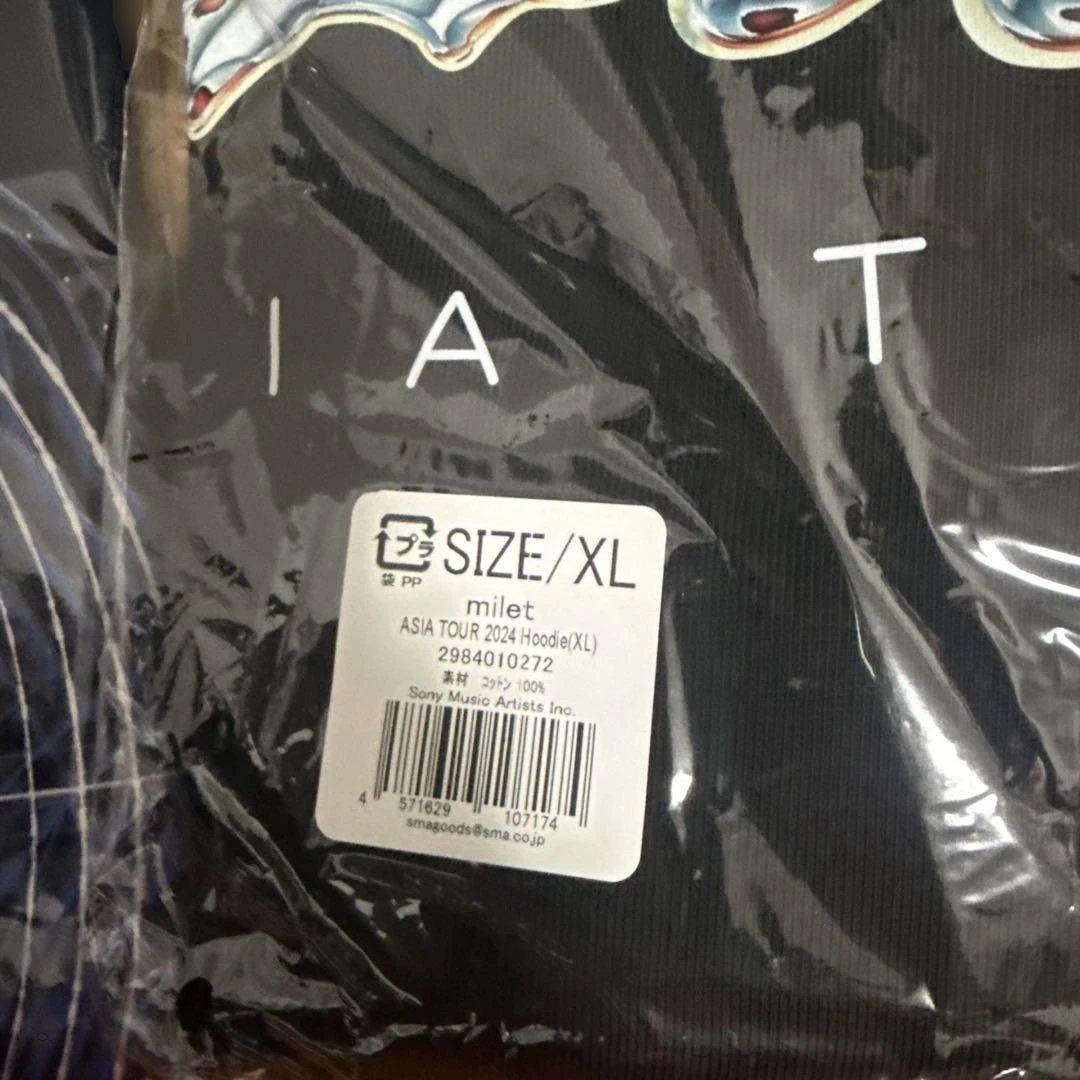 I A T
プラ SIZE/XL
袋 PP
milet
ASIA TOUR 2024 Hoodie(XL)
2984010272
素材 コットン 100%
Sony Music Artists Inc.
4 571629 107174
smagoods@sma.co.jp